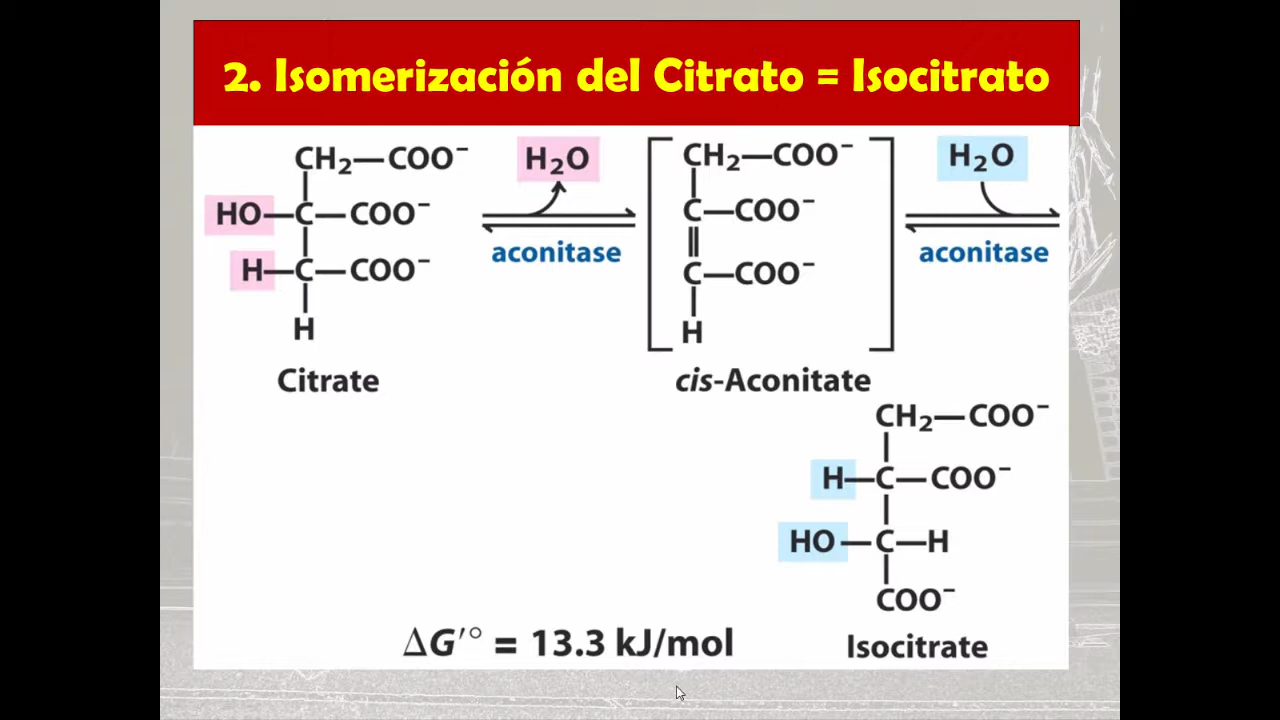 2. Isomerización del Citrato = Isocitrato
CH₂—COO⁻
HO—C—COO⁻
H—C—COO⁻
H
Citrate
H₂O
aconitase
CH₂—COO⁻
C—COO⁻
C—COO⁻
H
cis-Aconitate
H₂O
aconitase
CH₂—COO⁻
H—C—COO⁻
HO—C—H
COO⁻
Isocitrate
ΔG′° = 13.3 kJ/mol